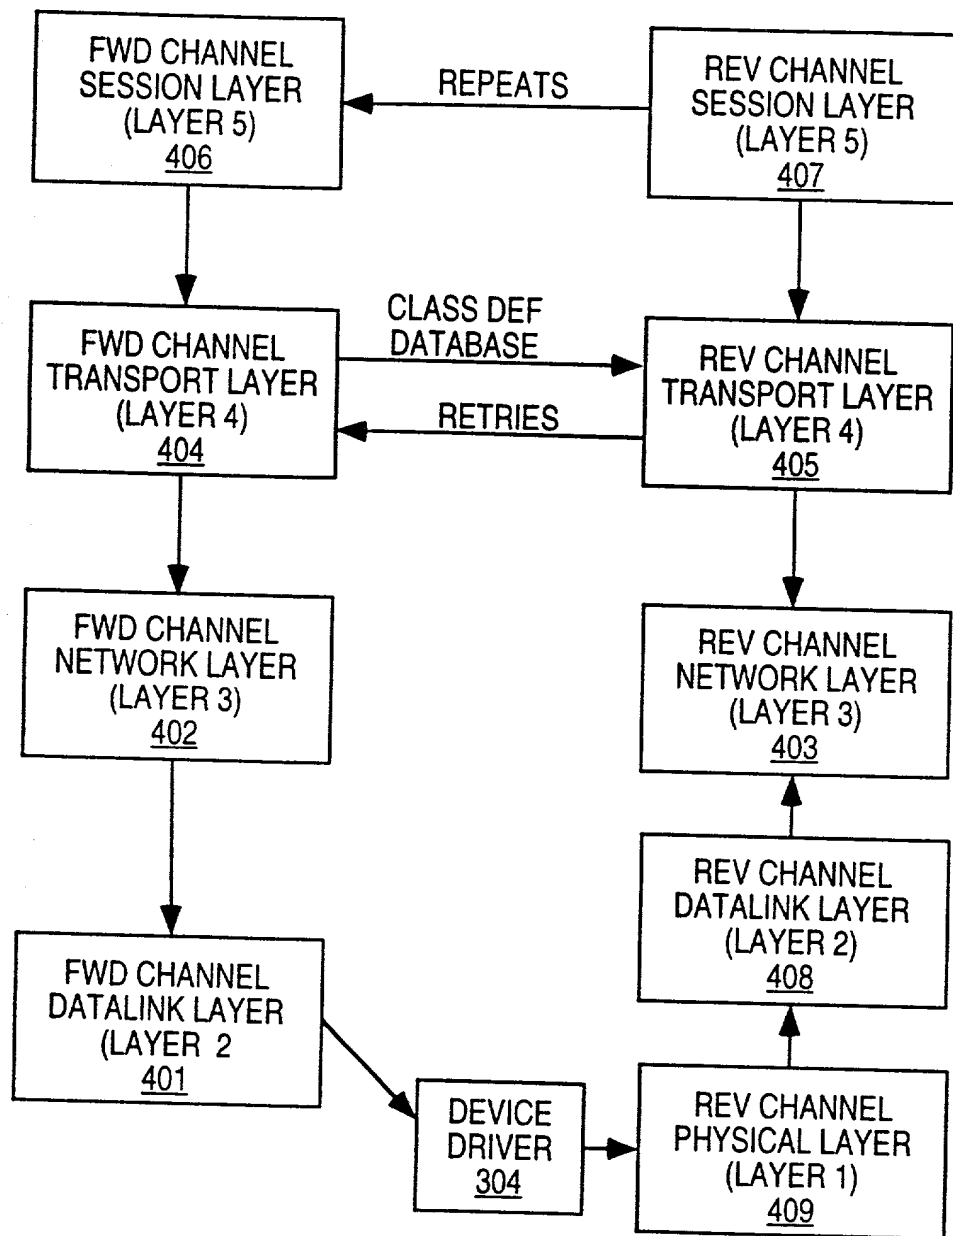 FWD CHANNEL
SESSION LAYER
(LAYER 5)
406
REPEATS
REV CHANNEL
SESSION LAYER
(LAYER 5)
407
FWD CHANNEL
TRANSPORT LAYER
(LAYER 4)
404
CLASS DEF
DATABASE
RETRIES
REV CHANNEL
TRANSPORT LAYER
(LAYER 4)
405
FWD CHANNEL
NETWORK LAYER
(LAYER 3)
402
REV CHANNEL
NETWORK LAYER
(LAYER 3)
403
REV CHANNEL
DATALINK LAYER
(LAYER 2)
408
FWD CHANNEL
DATALINK LAYER
(LAYER 2
401
DEVICE
DRIVER
304
REV CHANNEL
PHYSICAL LAYER
(LAYER 1)
409